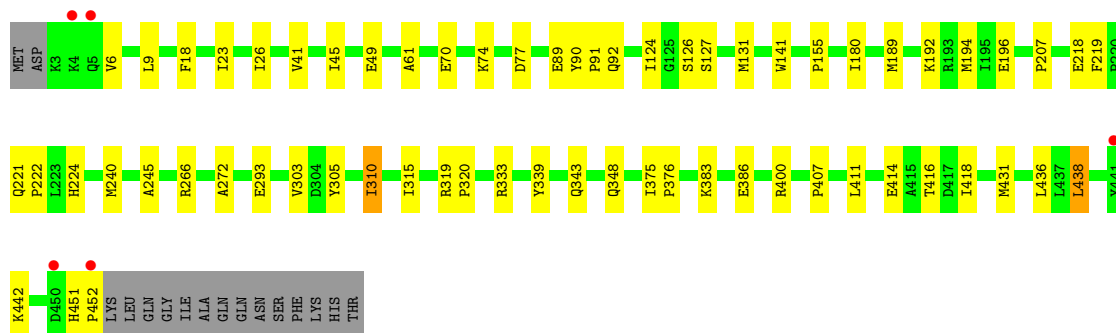 MET ASP K3 K4 Q5 V6 L9 F18 I23 I26 V41 I45 E49 A61 E70 K74 D77 E89 Y90 P91 Q92 I124 G125 S126 S127 M131 W141 P155 I180 M189 K192 R193 M194 I195 E196 P207 E218 F219 P220
Q221 P222 L223 H224 M240 A245 R266 A272 E293 V303 D304 Y305 I310 I315 R319 P320 R333 Y339 Q343 Q348 I375 P376 K383 E386 R400 P407 L411 E414 A415 T416 D417 I418 M431 L436 L437 L438 Y441
K442 D450 H451 P452 LYS LEU GLN GLY ILE ALA GLN GLN ASN SER PHE LYS HIS THR